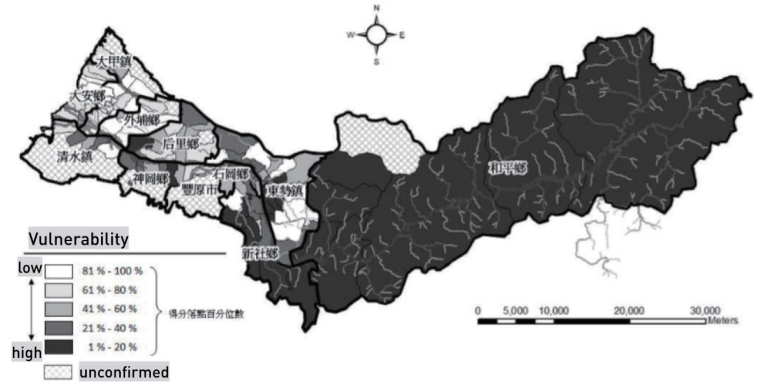 N
W E
S
大甲鎮
大安鄉
外埔鄉
后里鄉
清水鎮
神岡鄉
石岡鄉
豐原市
東勢鎮
和平鄉
新社鄉
Vulnerability
low
81 % - 100 %
61 % - 80 %
41 % - 60 %
21 % - 40 %
high
1 % - 20 %
得分落點百分位數
unconfirmed
0 5,000 10,000 20,000 30,000
Meters